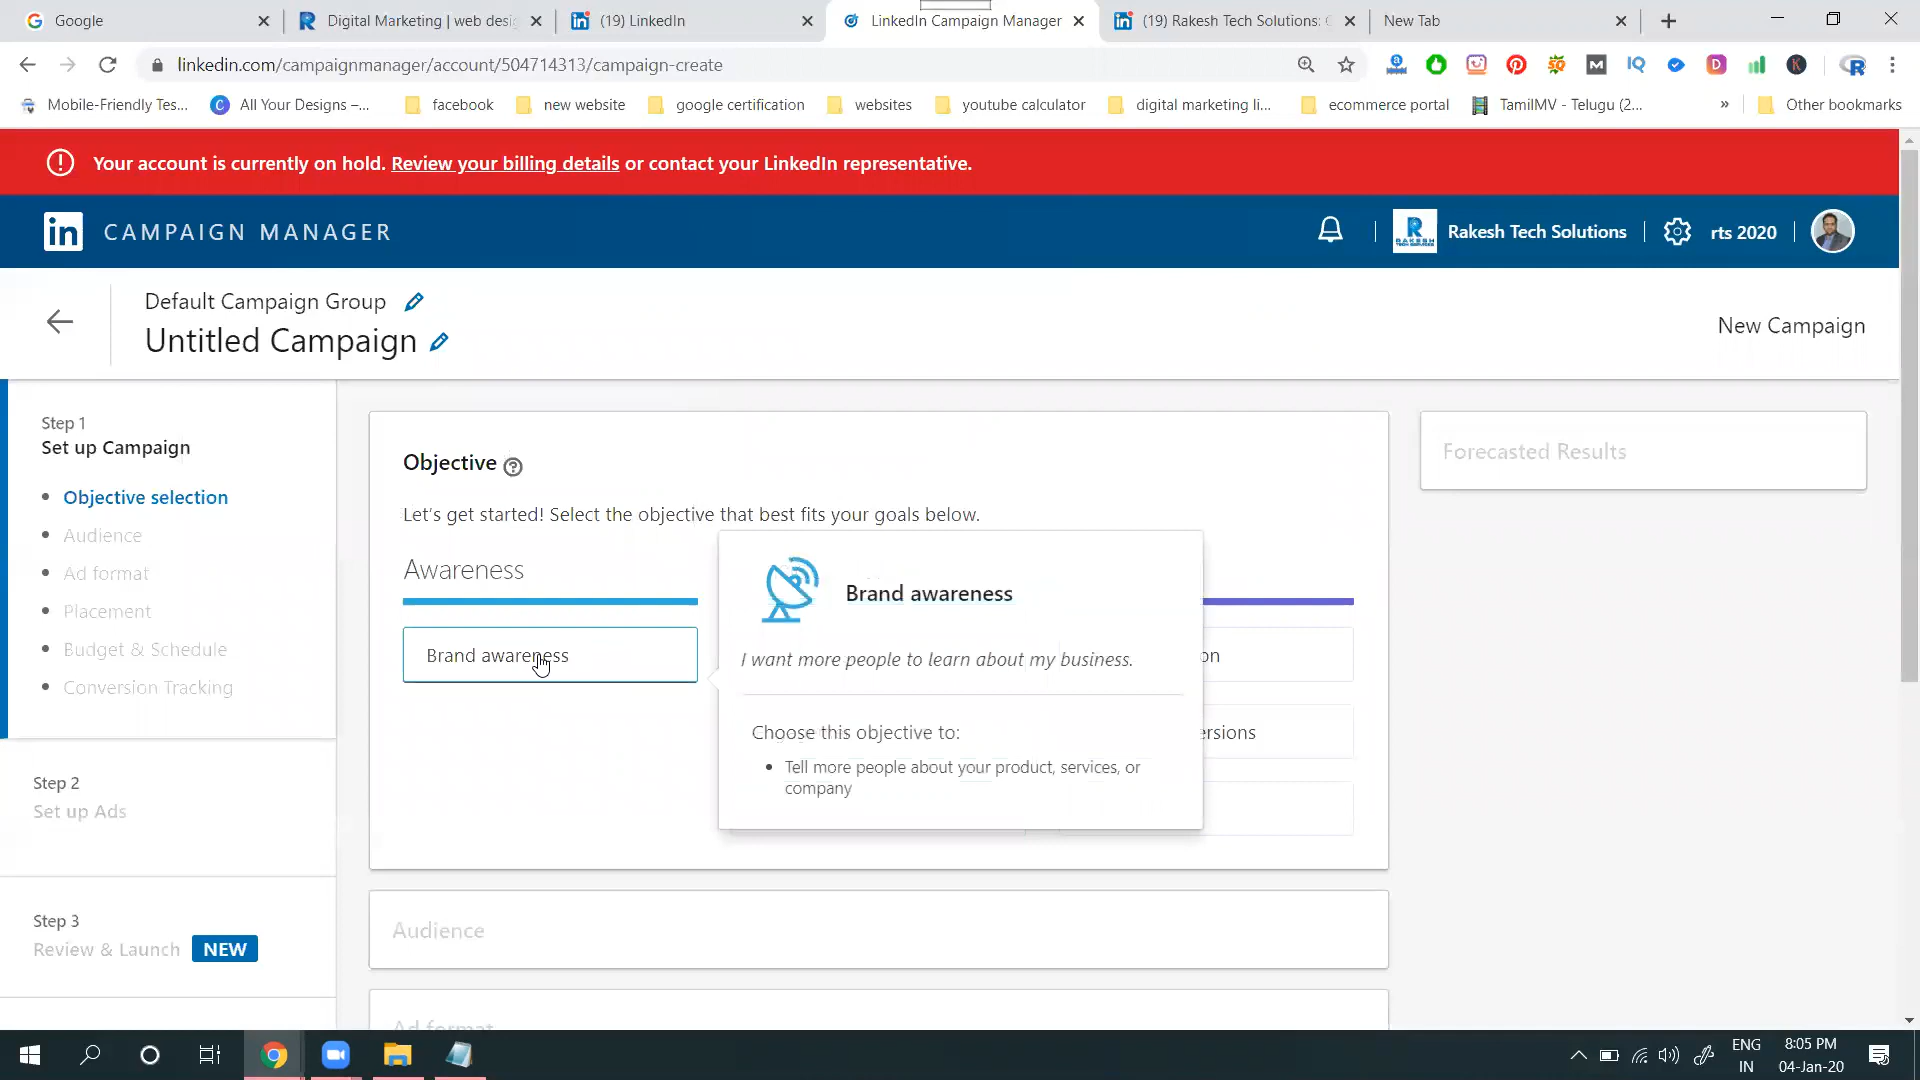 Google
Digital Marketing | web desi
(19) LinkedIn
LinkedIn Campaign Manager
(19) Rakesh Tech Solutions:
New Tab
linkedin.com/campaignmanager/account/504714313/campaign-create
Mobile-Friendly Tes...
All Your Designs –...
facebook
new website
google certification
websites
youtube calculator
digital marketing li...
ecommerce portal
TamilMV - Telugu (2...
»
Other bookmarks
Your account is currently on hold. Review your billing details or contact your LinkedIn representative.
in CAMPAIGN MANAGER
Rakesh Tech Solutions
rts 2020
Default Campaign Group
Untitled Campaign
New Campaign
Step 1
Set up Campaign
Objective selection
Audience
Ad format
Placement
Budget & Schedule
Conversion Tracking
Step 2
Set up Ads
Step 3
Review & Launch NEW
Objective
Let's get started! Select the objective that best fits your goals below.
Awareness
Brand awareness
Brand awareness
I want more people to learn about my business.
Choose this objective to:
Tell more people about your product, services, or
company
on
ersions
Forecasted Results
Audience
Ad format
ENG
IN
8:05 PM
04-Jan-20